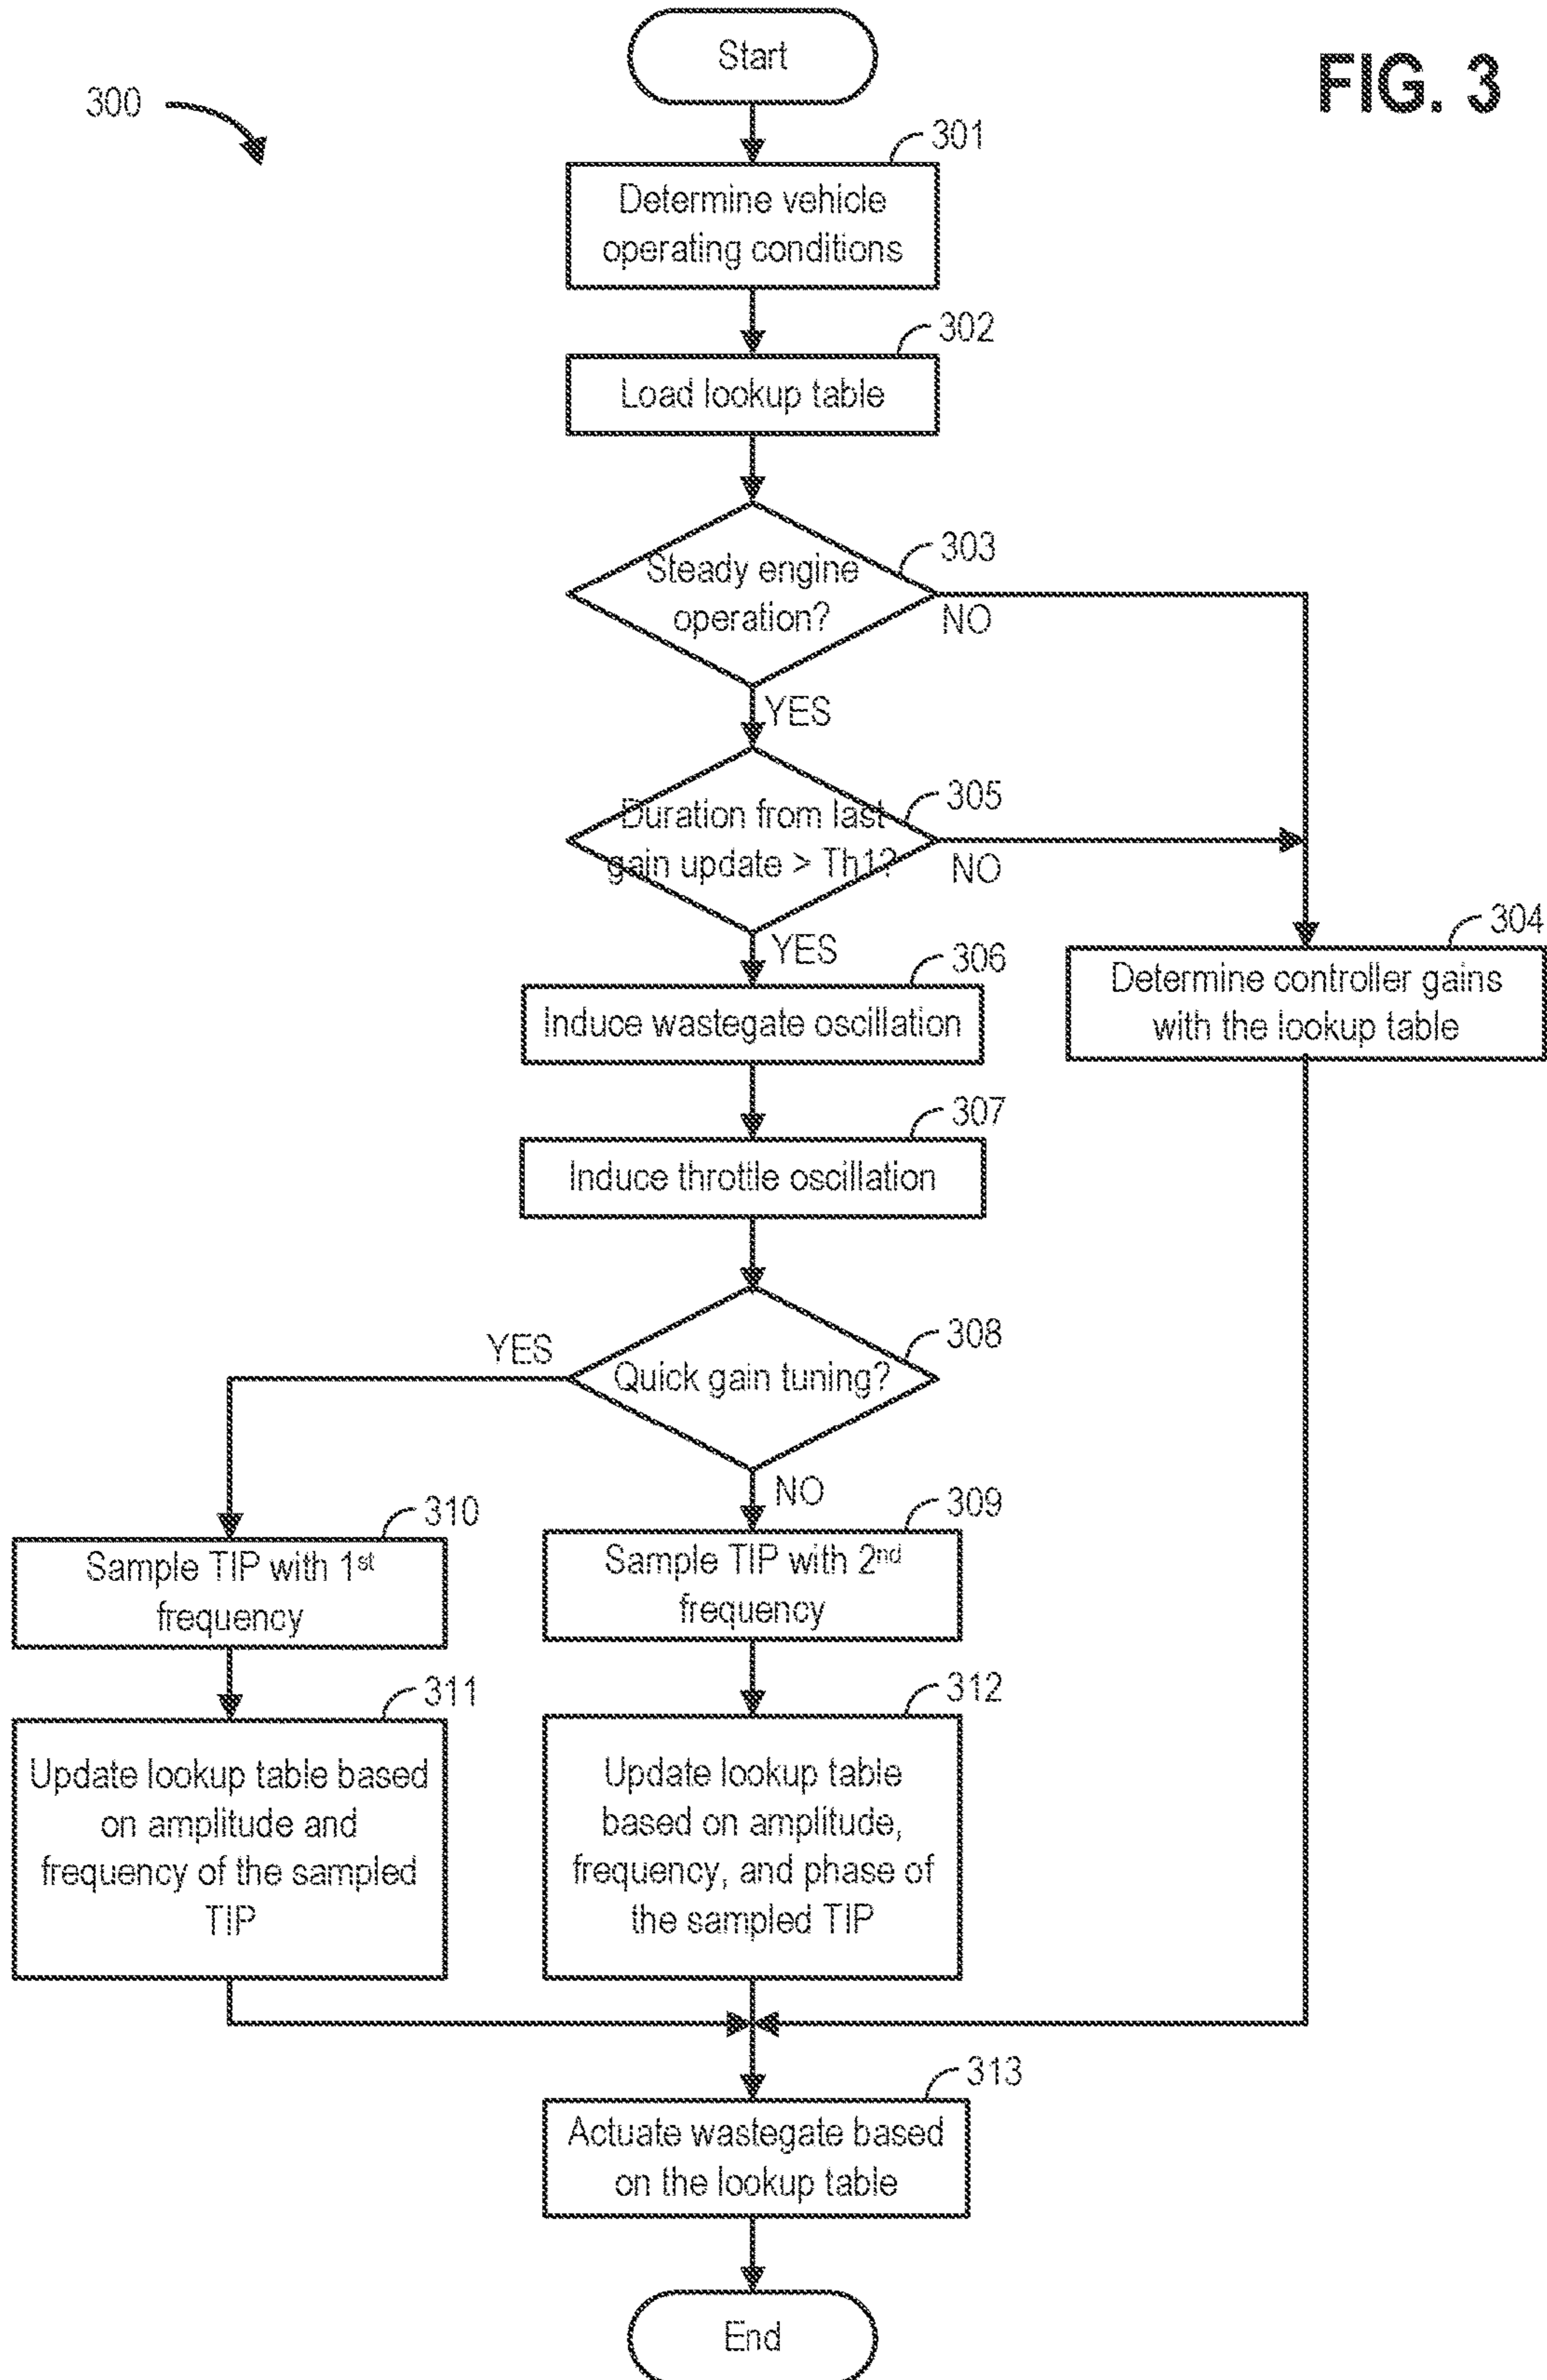 Start
FIG. 3
300
301
Determine vehicle
operating conditions
302
Load lookup table
303
Steady engine
operation?
NO
YES
305
Duration from last
gain update > Th1?
NO
YES
304
Determine controller gains
with the lookup table
306
Induce wastegate oscillation
307
Induce throttle oscillation
308
Quick gain tuning?
YES
NO
310
Sample TIP with 1st
frequency
309
Sample TIP with 2nd
frequency
311
Update lookup table based
on amplitude and
frequency of the sampled
TIP
312
Update lookup table
based on amplitude,
frequency, and phase of
the sampled TIP
313
Actuate wastegate based
on the lookup table
End